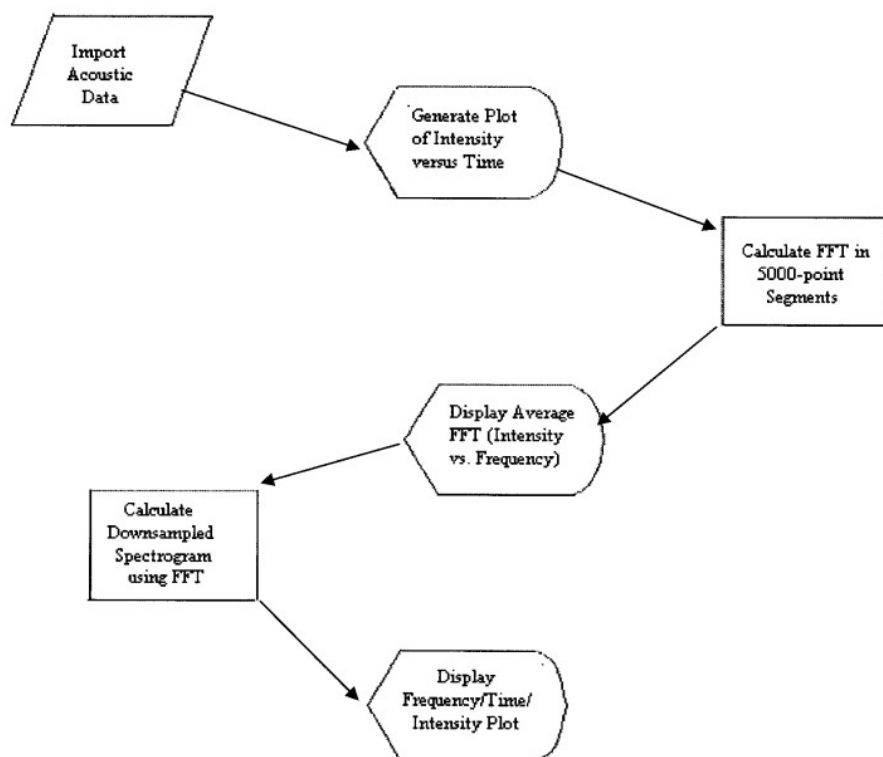 Import
Acoustic
Data
Generate Plot
of Intensity
versus Time
Calculate FFT in
5000-point
Segments
Display Average
FFT (Intensity
vs. Frequency)
Calculate
Downsampled
Spectrogram
using FFT
Display
Frequency/Time/
Intensity Plot